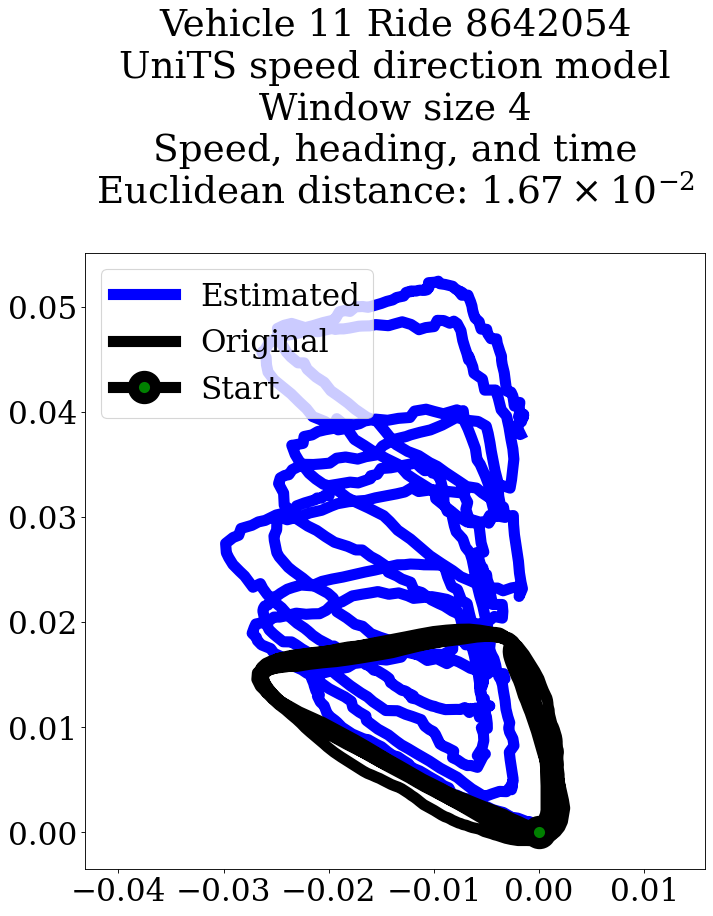 Vehicle 11 Ride 8642054
UniTS speed direction model
Window size 4
Speed, heading, and time
Euclidean distance: 1.67 × 10⁻²
Estimated
Original
Start
0.05
0.04
0.03
0.02
0.01
0.00
−0.04 −0.03 −0.02 −0.01 0.00 0.01